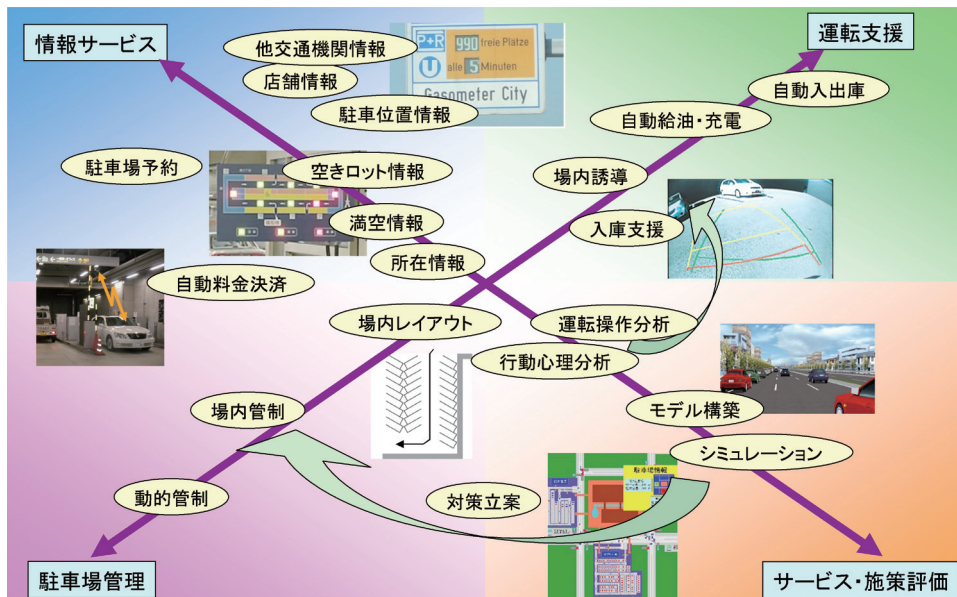 情報サービス
他交通機関情報
店舗情報
駐車位置情報
P+R 990 freie Plätze
U alle 5 Minuten
Gasometer City
運転支援
自動入出庫
自動給油・充電
駐車場予約
空きロット情報
場内誘導
満空情報
入庫支援
所在情報
自動料金決済
場内レイアウト
運転操作分析
行動心理分析
場内管制
モデル構築
シミュレーション
駐車場情報
動的管制
対策立案
駐車場管理
サービス・施策評価